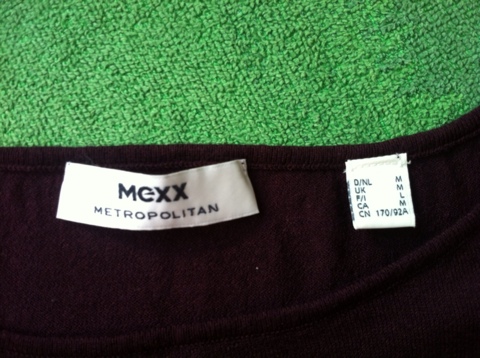 Mexx
METROPOLITAN
D/NL M
UK M
F/I L
CA M
CN 170/92A